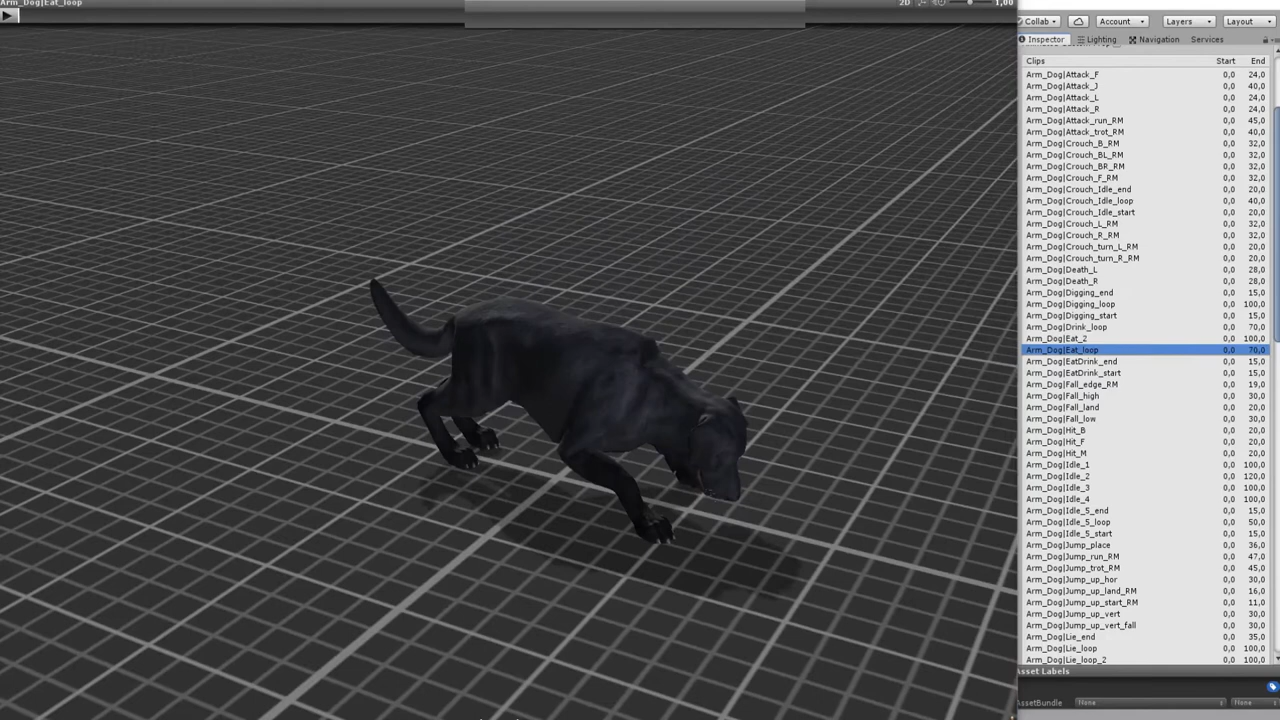 Arm_Dog|Eat_loop
2D
1,00
Collab
Account
Layers
Layout
Inspector
Lighting
Navigation
Services
Clips Start End
Arm_Dog|Attack_F 0,0 24,0
Arm_Dog|Attack_J 0,0 40,0
Arm_Dog|Attack_L 0,0 24,0
Arm_Dog|Attack_R 0,0 24,0
Arm_Dog|Attack_run_RM 0,0 45,0
Arm_Dog|Attack_trot_RM 0,0 40,0
Arm_Dog|Crouch_B_RM 0,0 32,0
Arm_Dog|Crouch_BL_RM 0,0 32,0
Arm_Dog|Crouch_BR_RM 0,0 32,0
Arm_Dog|Crouch_F_RM 0,0 32,0
Arm_Dog|Crouch_Idle_end 0,0 20,0
Arm_Dog|Crouch_Idle_loop 0,0 40,0
Arm_Dog|Crouch_Idle_start 0,0 20,0
Arm_Dog|Crouch_L_RM 0,0 32,0
Arm_Dog|Crouch_R_RM 0,0 32,0
Arm_Dog|Crouch_turn_L_RM 0,0 20,0
Arm_Dog|Crouch_turn_R_RM 0,0 20,0
Arm_Dog|Death_L 0,0 28,0
Arm_Dog|Death_R 0,0 28,0
Arm_Dog|Digging_end 0,0 15,0
Arm_Dog|Digging_loop 0,0 100,0
Arm_Dog|Digging_start 0,0 15,0
Arm_Dog|Drink_loop 0,0 70,0
Arm_Dog|Eat_2 0,0 100,0
Arm_Dog|Eat_loop 0,0 70,0
Arm_Dog|EatDrink_end 0,0 15,0
Arm_Dog|EatDrink_start 0,0 15,0
Arm_Dog|Fall_edge_RM 0,0 19,0
Arm_Dog|Fall_high 0,0 30,0
Arm_Dog|Fall_land 0,0 20,0
Arm_Dog|Fall_low 0,0 30,0
Arm_Dog|Hit_B 0,0 20,0
Arm_Dog|Hit_F 0,0 20,0
Arm_Dog|Hit_M 0,0 20,0
Arm_Dog|Idle_1 0,0 100,0
Arm_Dog|Idle_2 0,0 120,0
Arm_Dog|Idle_3 0,0 100,0
Arm_Dog|Idle_4 0,0 100,0
Arm_Dog|Idle_5_end 0,0 15,0
Arm_Dog|Idle_5_loop 0,0 50,0
Arm_Dog|Idle_5_start 0,0 15,0
Arm_Dog|Jump_place 0,0 36,0
Arm_Dog|Jump_run_RM 0,0 47,0
Arm_Dog|Jump_trot_RM 0,0 45,0
Arm_Dog|Jump_up_hor 0,0 30,0
Arm_Dog|Jump_up_land_RM 0,0 16,0
Arm_Dog|Jump_up_start_RM 0,0 11,0
Arm_Dog|Jump_up_vert 0,0 30,0
Arm_Dog|Jump_up_vert_fall 0,0 30,0
Arm_Dog|Lie_end 0,0 35,0
Arm_Dog|Lie_loop 0,0 100,0
Arm_Dog|Lie_loop_2 0,0 100,0
Asset Labels
AssetBundle None None